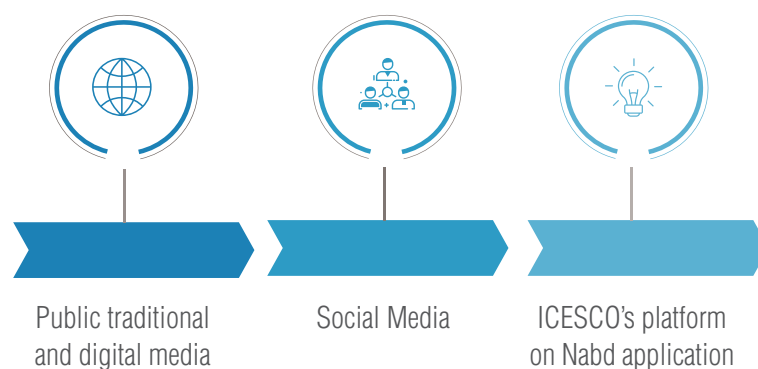 Public traditional
and digital media
Social Media
ICESCO’s platform
on Nabd application